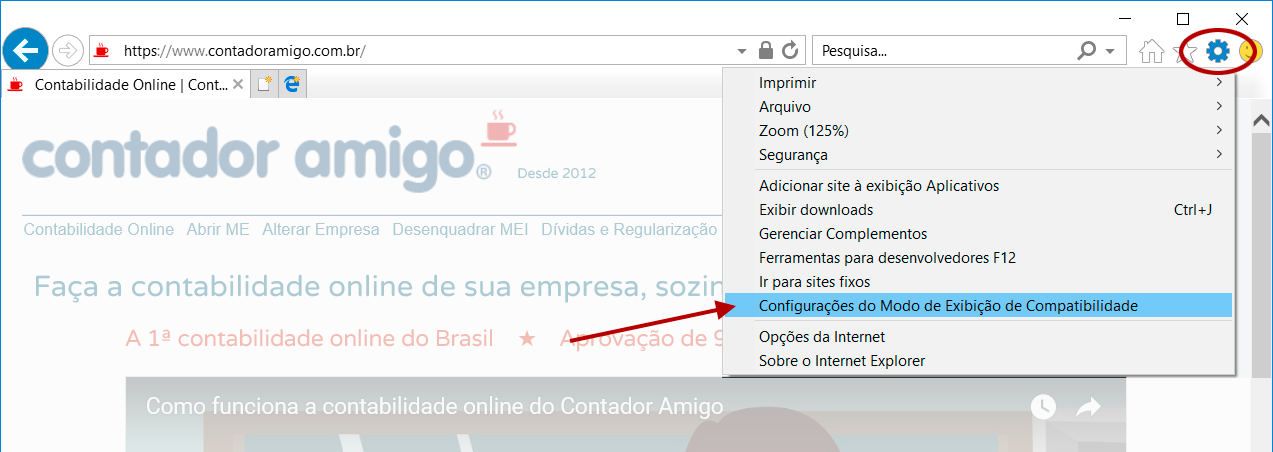 https://www.contadoramigo.com.br/
Pesquisa...
Contabilidade Online | Cont...
contador amigo®
Desde 2012
Contabilidade Online Abrir ME Alterar Empresa Desenquadrar MEI Dívidas e Regularização
Faça a contabilidade online de sua empresa,
A 1ª contabilidade online do Brasil ★ Aprovação de
Como funciona a contabilidade online do Contador Amigo
Imprimir
Arquivo
Zoom (125%)
Segurança
Adicionar site à exibição Aplicativos
Exibir downloads Ctrl+J
Gerenciar Complementos
Ferramentas para desenvolvedores F12
Ir para sites fixos
Configurações do Modo de Exibição de Compatibilidade
Opções da Internet
Sobre o Internet Explorer